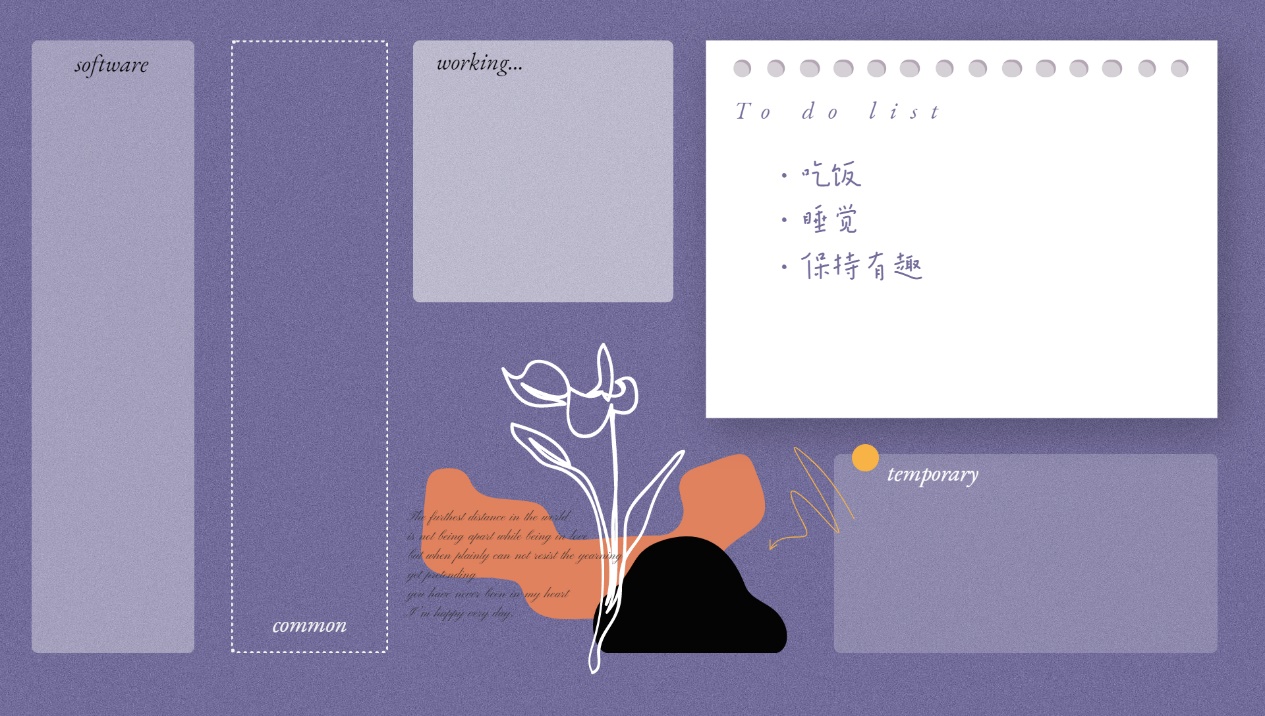 software
common
working...
To do list
• 吃饭
• 睡觉
• 保持有趣
temporary
The furthest distance in the world
is not being apart while being in love
but when plainly can not resist the yearning
yet pretending
you have never been in my heart
I'm happy every day.